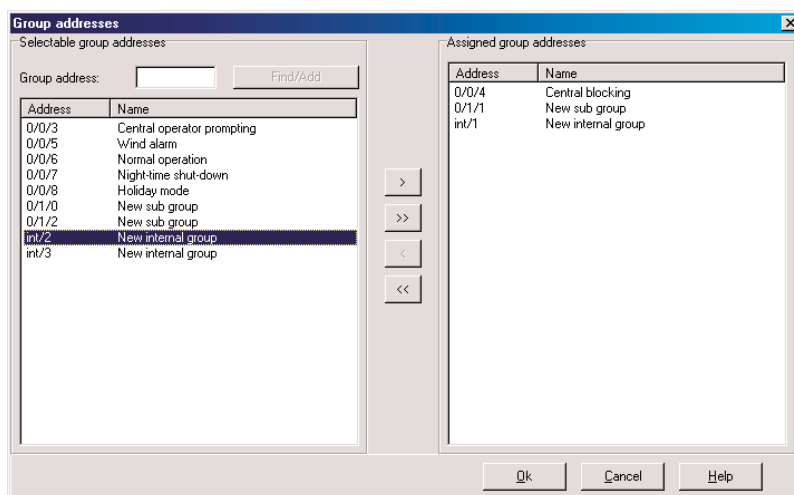 Group addresses
Selectable group addresses
Group address:
Find/Add
Address Name
0/0/3 Central operator prompting
0/0/5 Wind alarm
0/0/6 Normal operation
0/0/7 Night-time shut-down
0/0/8 Holiday mode
0/1/0 New sub group
0/1/2 New sub group
int/2 New internal group
int/3 New internal group
>
>>
<
<<
Assigned group addresses
Address Name
0/0/4 Central blocking
0/1/1 New sub group
int/1 New internal group
Ok Cancel Help